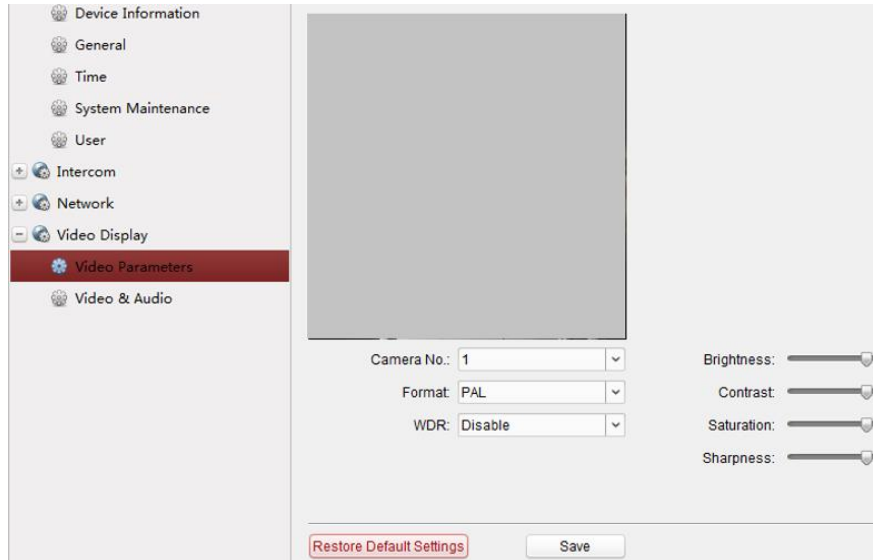 Device Information
General
Time
System Maintenance
User
Intercom
Network
Video Display
Video Parameters
Video & Audio
Camera No.: 1
Format: PAL
WDR: Disable
Brightness:
Contrast:
Saturation:
Sharpness:
Restore Default Settings
Save